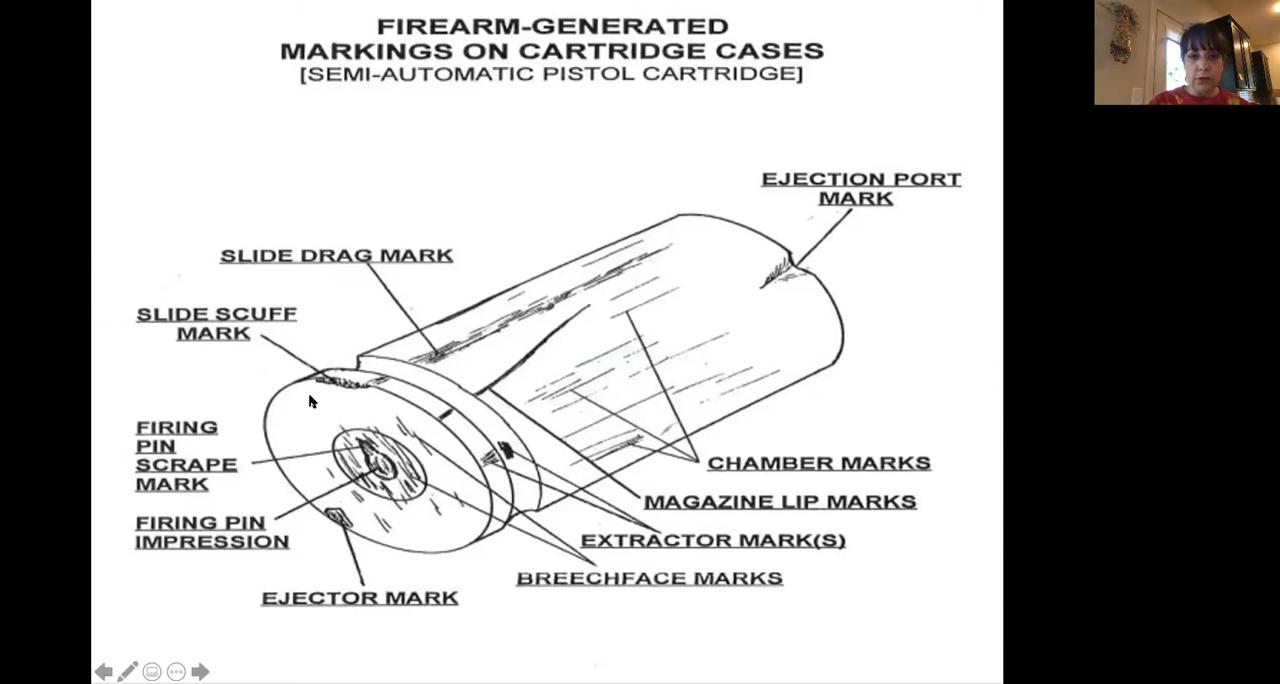 FIREARM-GENERATED
MARKINGS ON CARTRIDGE CASES
[SEMI-AUTOMATIC PISTOL CARTRIDGE]
EJECTION PORT
MARK
SLIDE DRAG MARK
SLIDE SCUFF
MARK
FIRING
PIN
SCRAPE
MARK
CHAMBER MARKS
MAGAZINE LIP MARKS
FIRING PIN
IMPRESSION
EXTRACTOR MARK(S)
BREECHFACE MARKS
EJECTOR MARK